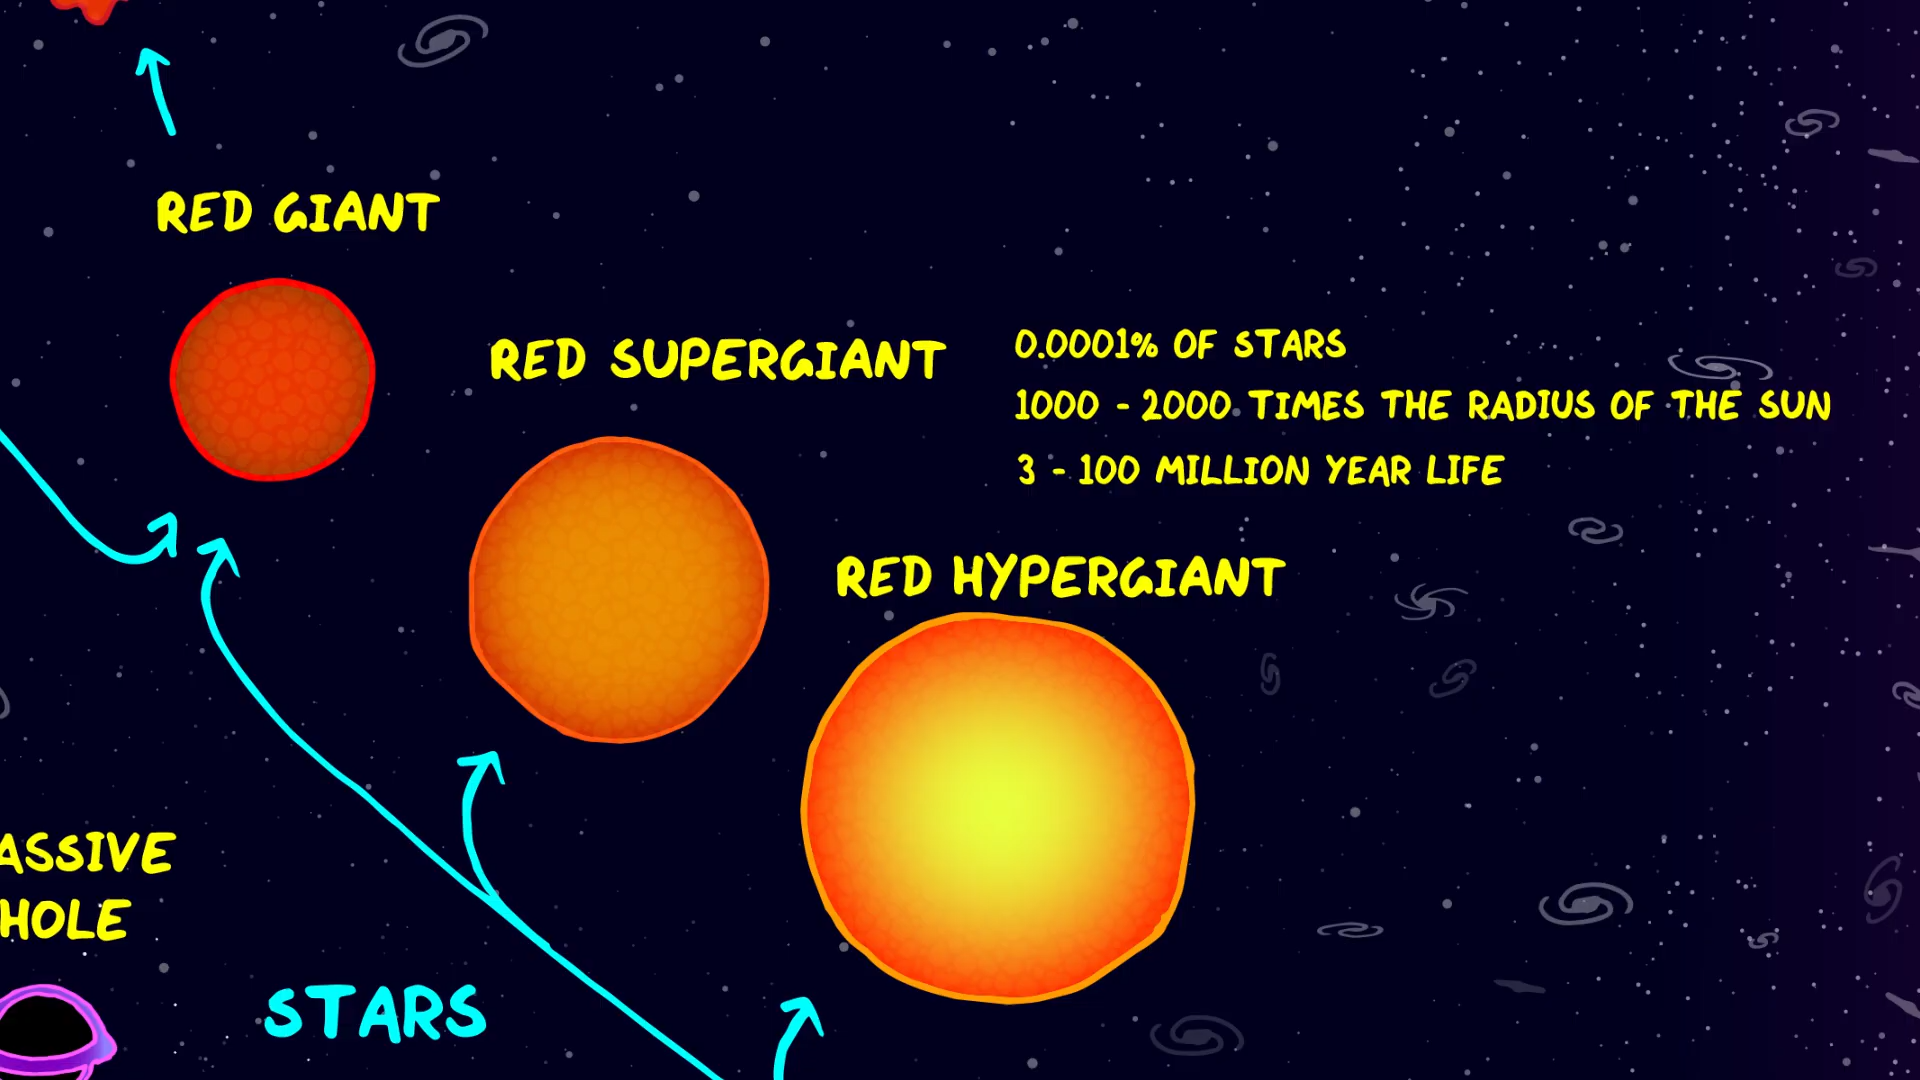 RED GIANT
RED SUPERGIANT
0.0001% OF STARS
1000 - 2000 TIMES THE RADIUS OF THE SUN
3 - 100 MILLION YEAR LIFE
RED HYPERGIANT
ASSIVE
HOLE
STARS